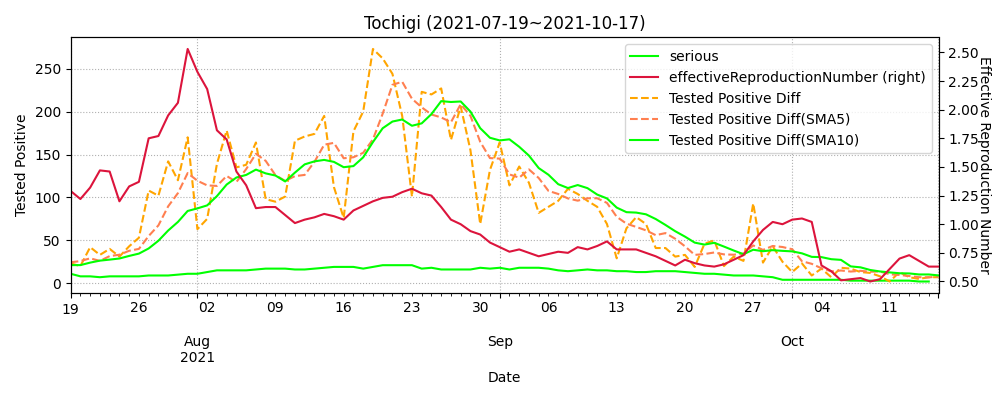 Tochigi (2021-07-19~2021-10-17)
Tested Positive
250
200
150
100
50
0
serious
effectiveReproductionNumber (right)
Tested Positive Diff
Tested Positive Diff(SMA5)
Tested Positive Diff(SMA10)
2.50
2.25
2.00
1.75
1.50
1.25
1.00
0.75
0.50
Effective Reproduction Number
19 26 02 09 16 23 30 06 13 20 27 04 11
Aug Sep Oct
2021
Date